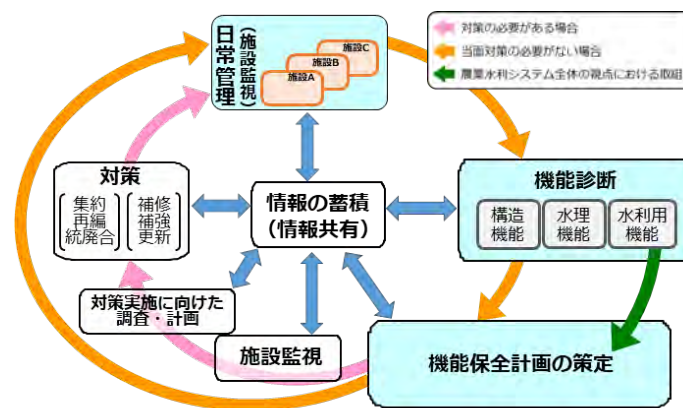 対策の必要がある場合
当面対策の必要がない場合
農業水利システム全体の視点における取組
日常管理
(施設監視)
施設A
施設B
施設C
対策
集約
再編
統廃合
補修
補強
更新
情報の蓄積
(情報共有)
機能診断
構造
機能
水理
機能
水利用
機能
対策実施に向けた
調査・計画
施設監視
機能保全計画の策定